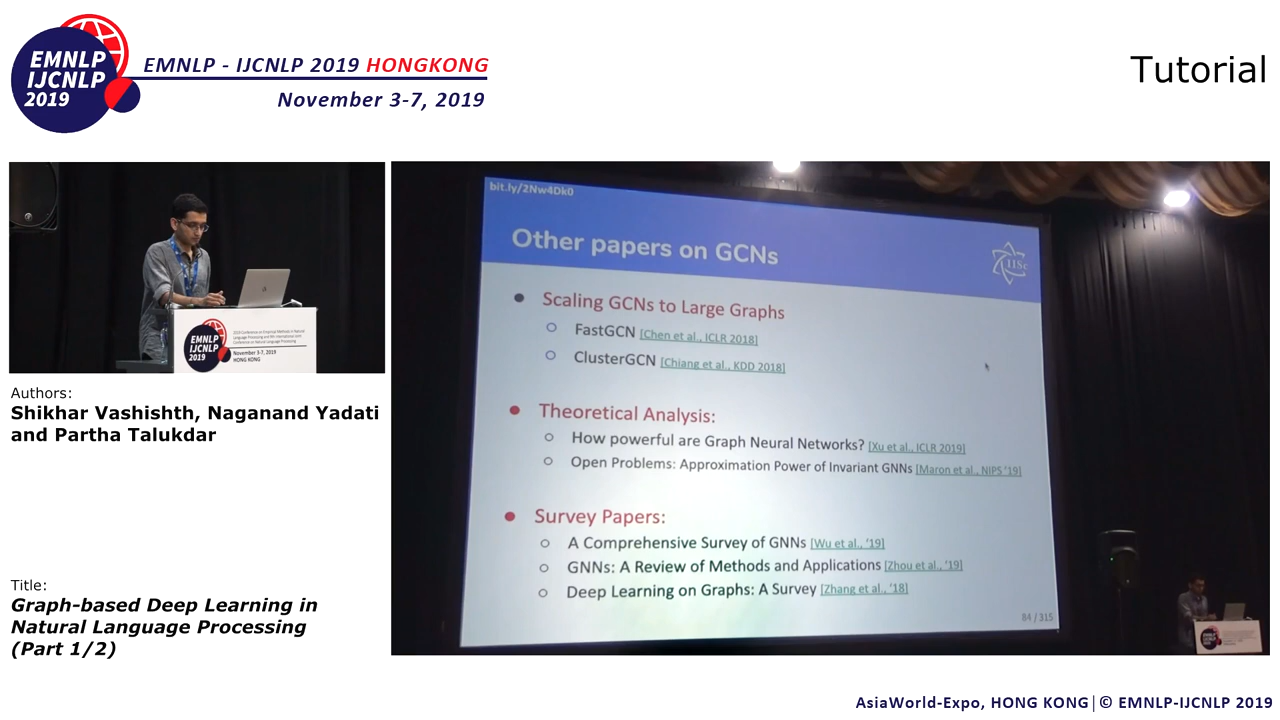 EMNLP
IJCNLP
2019
EMNLP - IJCNLP 2019 HONGKONG
November 3-7, 2019
Tutorial
EMNLP
IJCNLP
2019
November 3-7, 2019
HONG KONG
Authors:
Shikhar Vashishth, Naganand Yadati
and Partha Talukdar
Title:
Graph-based Deep Learning in
Natural Language Processing
(Part 1/2)
bit.ly/2Nw4Dk0
Other papers on GCNs
IISc
• Scaling GCNs to Large Graphs
○ FastGCN [Chen et al., ICLR 2018]
○ ClusterGCN [Chiang et al., KDD 2018]
• Theoretical Analysis:
○ How powerful are Graph Neural Networks? [Xu et al., ICLR 2019]
○ Open Problems: Approximation Power of Invariant GNNs [Maron et al., NIPS '19]
• Survey Papers:
○ A Comprehensive Survey of GNNs [Wu et al., '19]
○ GNNs: A Review of Methods and Applications [Zhou et al., '19]
○ Deep Learning on Graphs: A Survey [Zhang et al., '18]
84 / 315
EMNLP
IJCNLP
2019
AsiaWorld-Expo, HONG KONG│© EMNLP-IJCNLP 2019